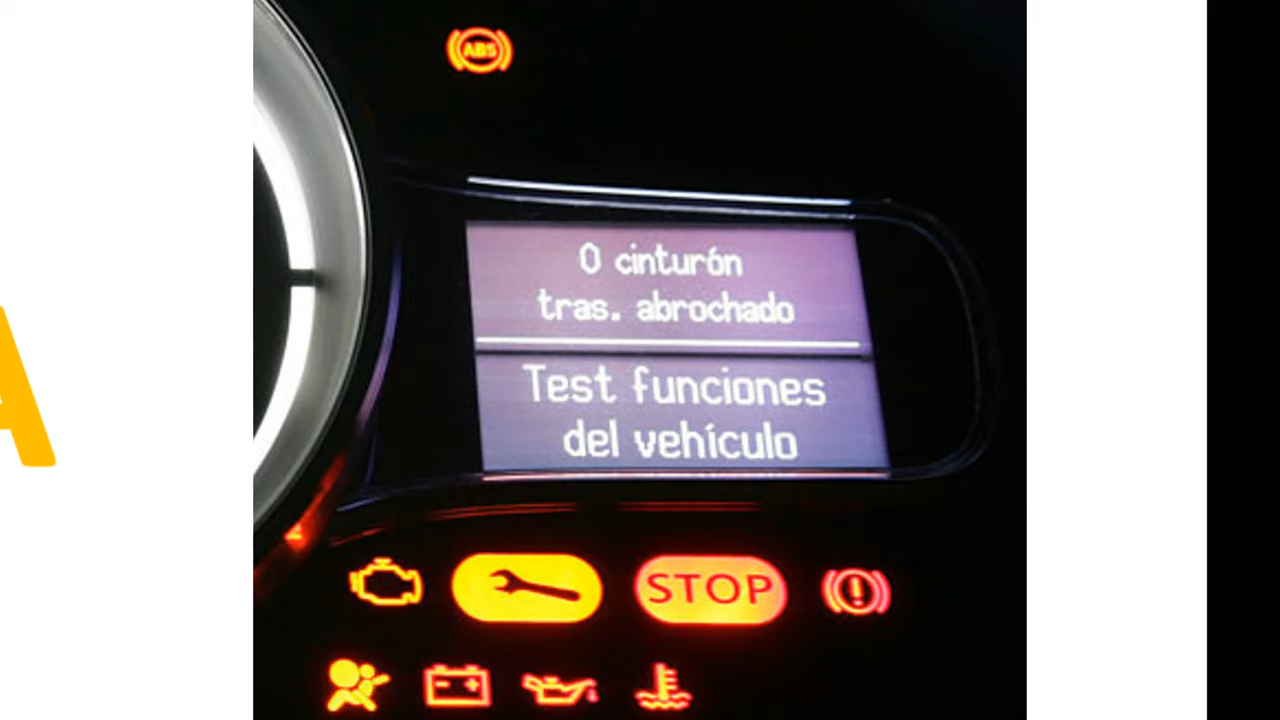 A
ABS
0 cinturón
tras. abrochado
Test funciones
del vehículo
STOP